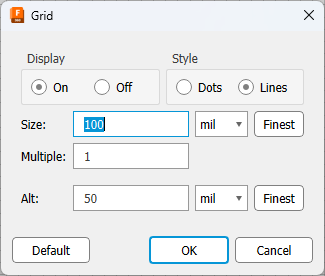 Grid
Display Style
On Off Dots Lines
Size: 100 mil Finest
Multiple: 1
Alt: 50 mil Finest
Default OK Cancel